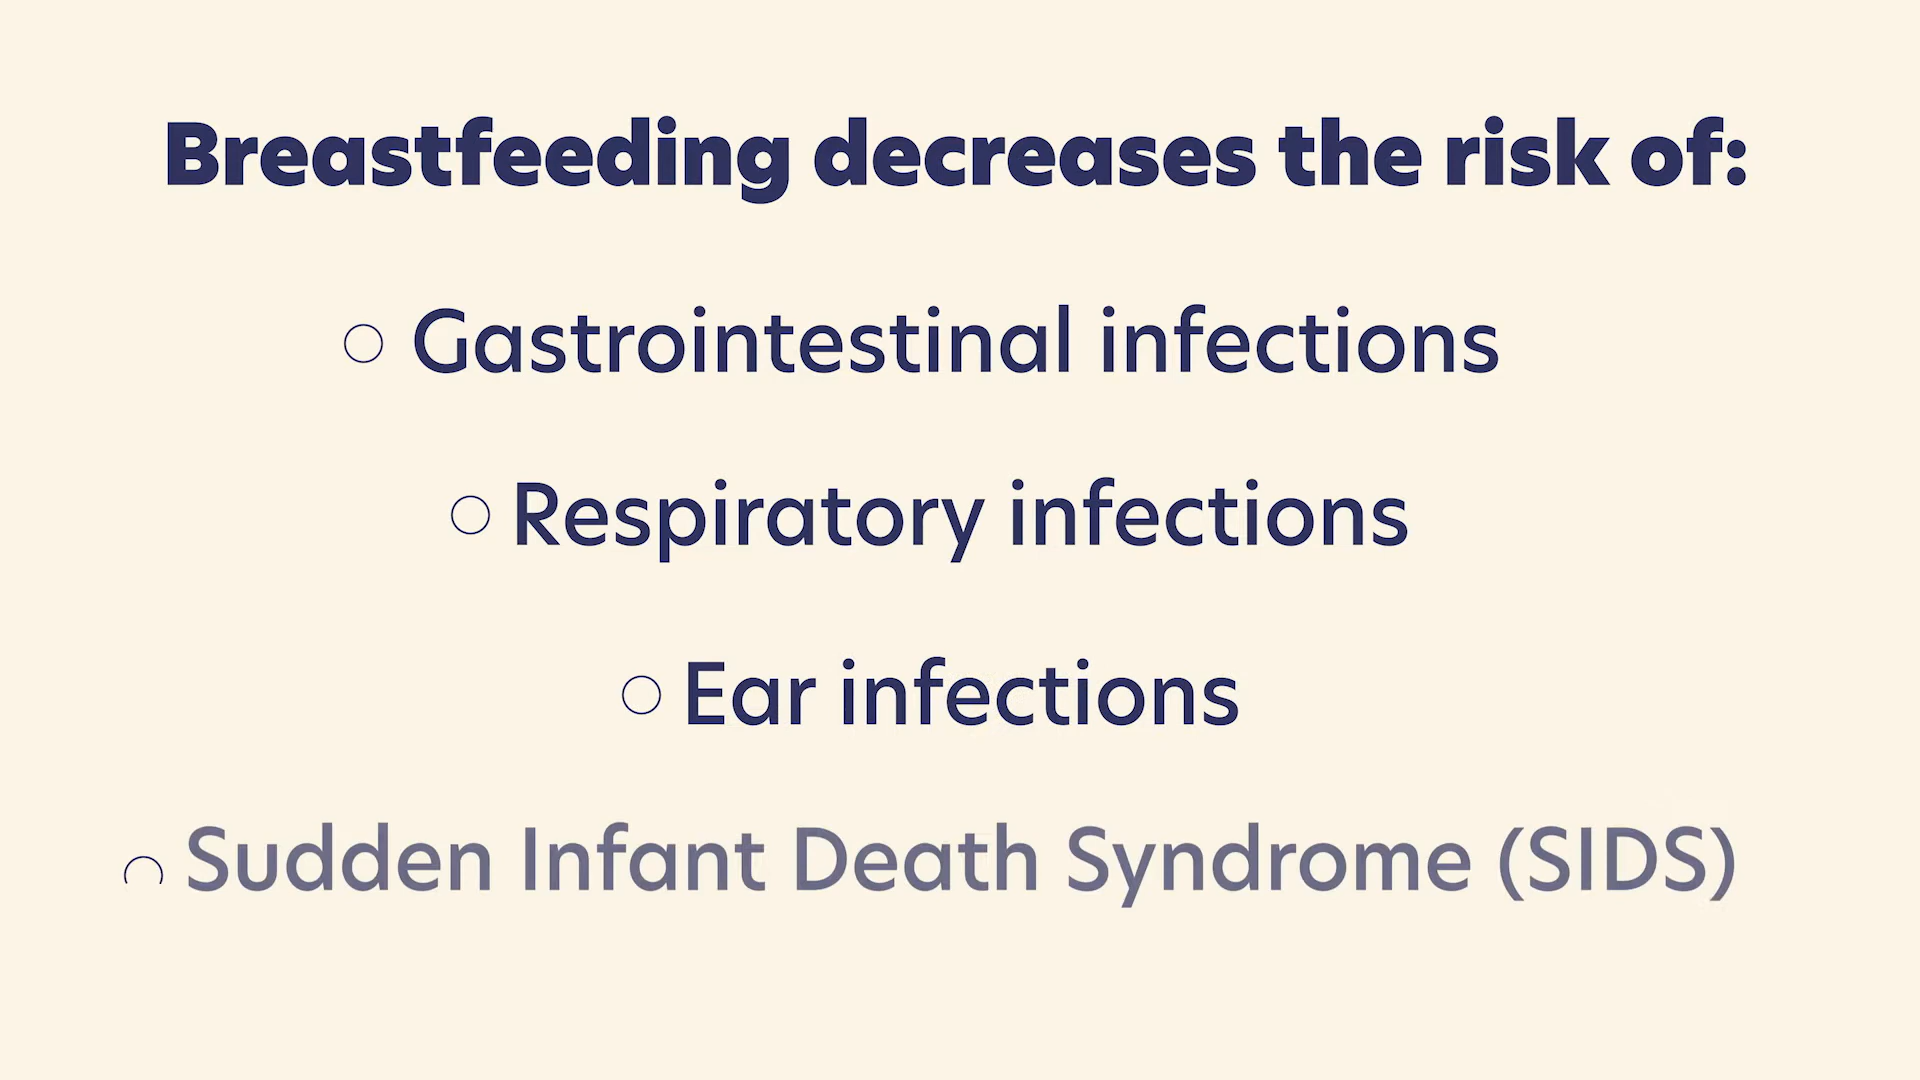 Breastfeeding decreases the risk of:
Gastrointestinal infections
Respiratory infections
Ear infections
Sudden Infant Death Syndrome (SIDS)